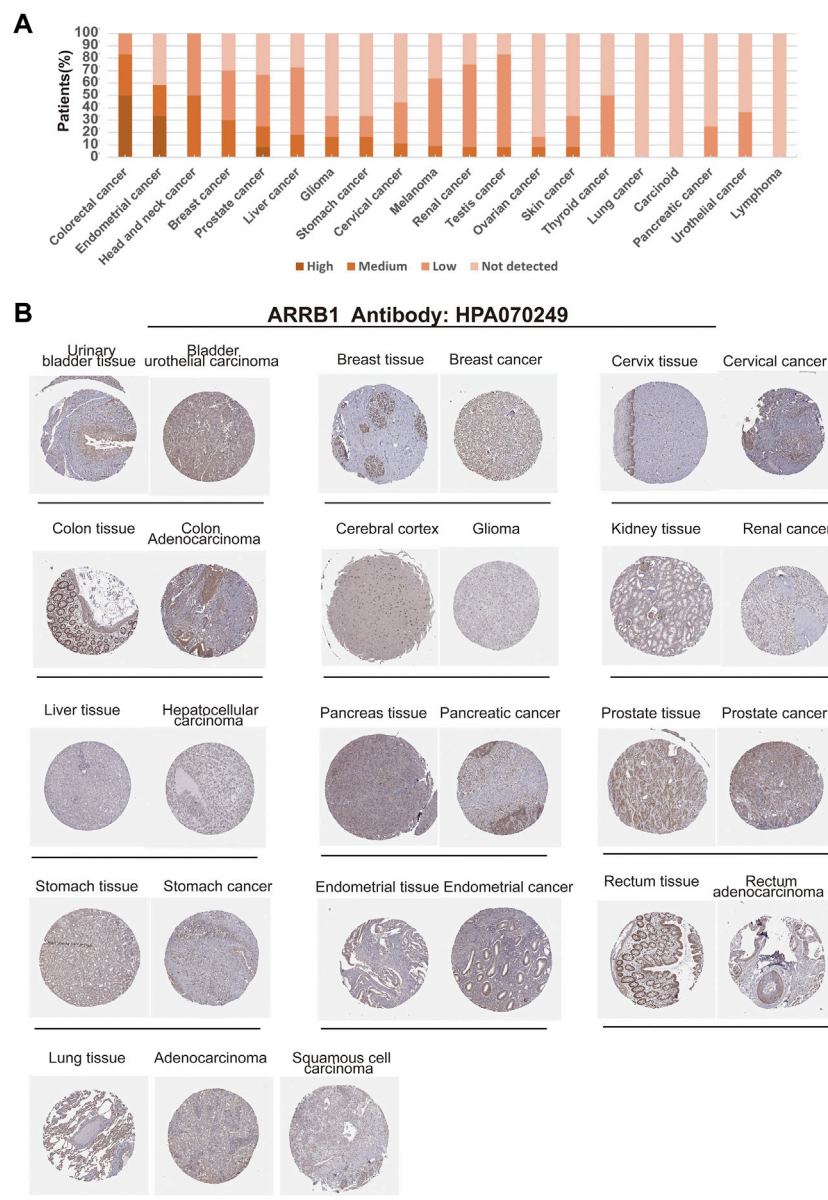 A
Patients(%)
100
90
80
70
60
50
40
30
20
10
0
Colorectal cancer
Endometrial cancer
Head and neck cancer
Breast cancer
Prostate cancer
Liver cancer
Glioma
Stomach cancer
Cervical cancer
Melanoma
Renal cancer
Testis cancer
Ovarian cancer
Skin cancer
Thyroid cancer
Lung cancer
Carcinoid
Pancreatic cancer
Urothelial cancer
Lymphoma
High Medium Low Not detected
B
ARRB1 Antibody: HPA070249
Urinary
bladder tissue
Bladder
urothelial carcinoma
Breast tissue
Breast cancer
Cervix tissue
Cervical cancer
Colon tissue
Colon
Adenocarcinoma
Cerebral cortex
Glioma
Kidney tissue
Renal cancer
Liver tissue
Hepatocellular
carcinoma
Pancreas tissue
Pancreatic cancer
Prostate tissue
Prostate cancer
Stomach tissue
Stomach cancer
Endometrial tissue
Endometrial cancer
Rectum tissue
Rectum
adenocarcinoma
Lung tissue
Adenocarcinoma
Squamous cell
carcinoma